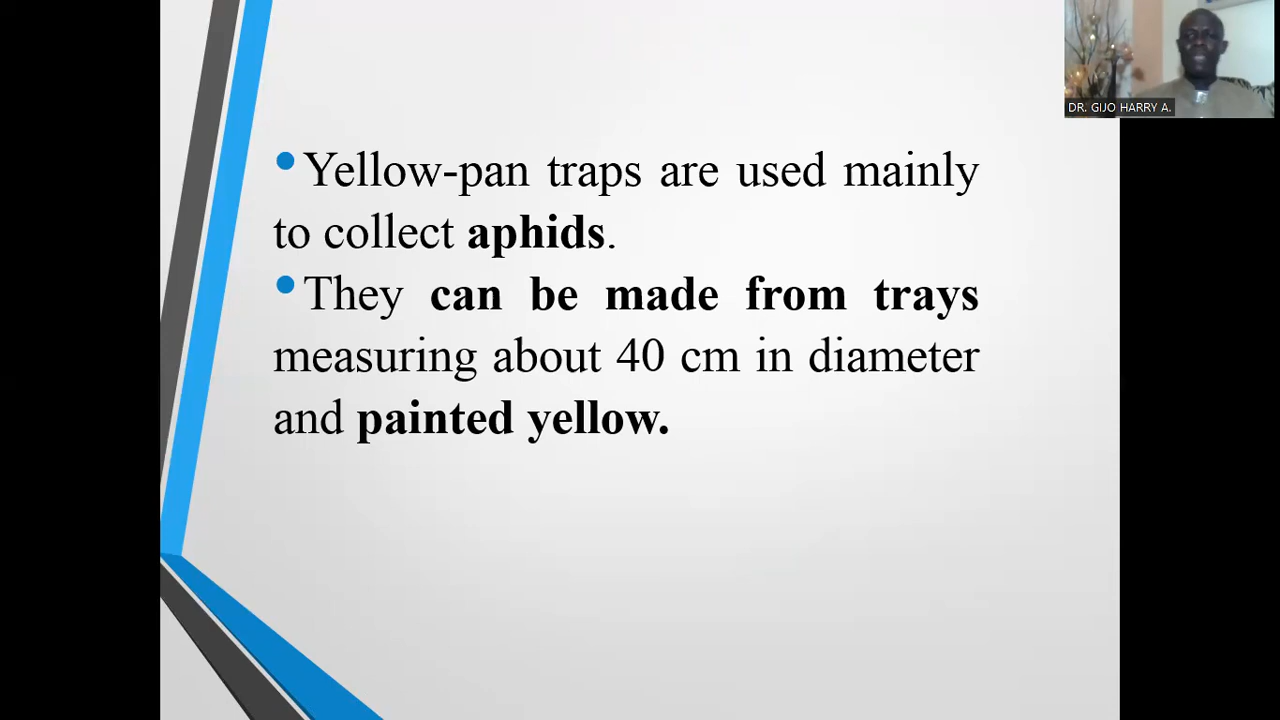 DR. GIJO HARRY A.
•Yellow-pan traps are used mainly
to collect aphids.
•They can be made from trays
measuring about 40 cm in diameter
and painted yellow.